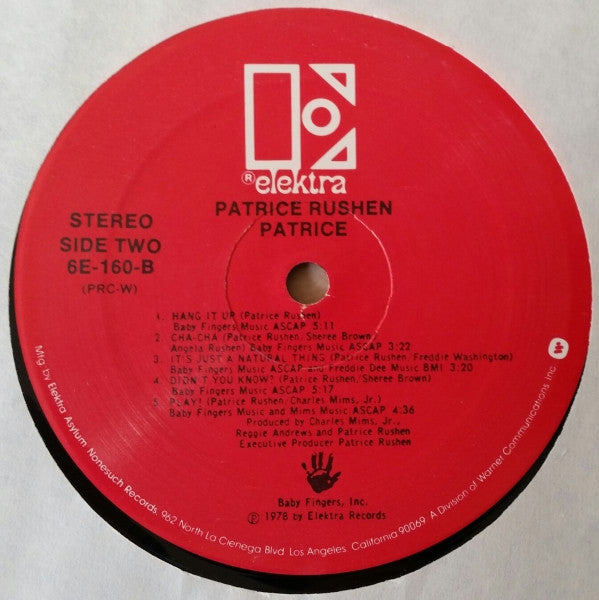 ® elektra
PATRICE RUSHEN
PATRICE
STEREO
SIDE TWO
6E-160-B
(PRC-W)
1. HANG IT UP (Patrice Rushen)
Baby Fingers Music ASCAP 5:11
2. CHA-CHA (Patrice Rushen/Sheree Brown/
Angela Rushen) Baby Fingers Music ASCAP 3:22
3. IT'S JUST A NATURAL THING (Patrice Rushen/Freddie Washington)
Baby Fingers Music ASCAP and Freddie Dee Music BMI 3:20
4. DIDN'T YOU KNOW? (Patrice Rushen/Sheree Brown)
Baby Fingers Music ASCAP 5:17
5. PLAY! (Patrice Rushen/Charles Mims, Jr.)
Baby Fingers Music and Mims Music ASCAP 4:36
Produced by Charles Mims, Jr.,
Reggie Andrews and Patrice Rushen
Executive Producer Patrice Rushen
Baby Fingers, Inc.
℗ 1978 by Elektra Records
Mfg. by Elektra Asylum Nonesuch Records. 962 North La Cienega Blvd. Los Angeles, California 90069 A Division of Warner Communications Inc.